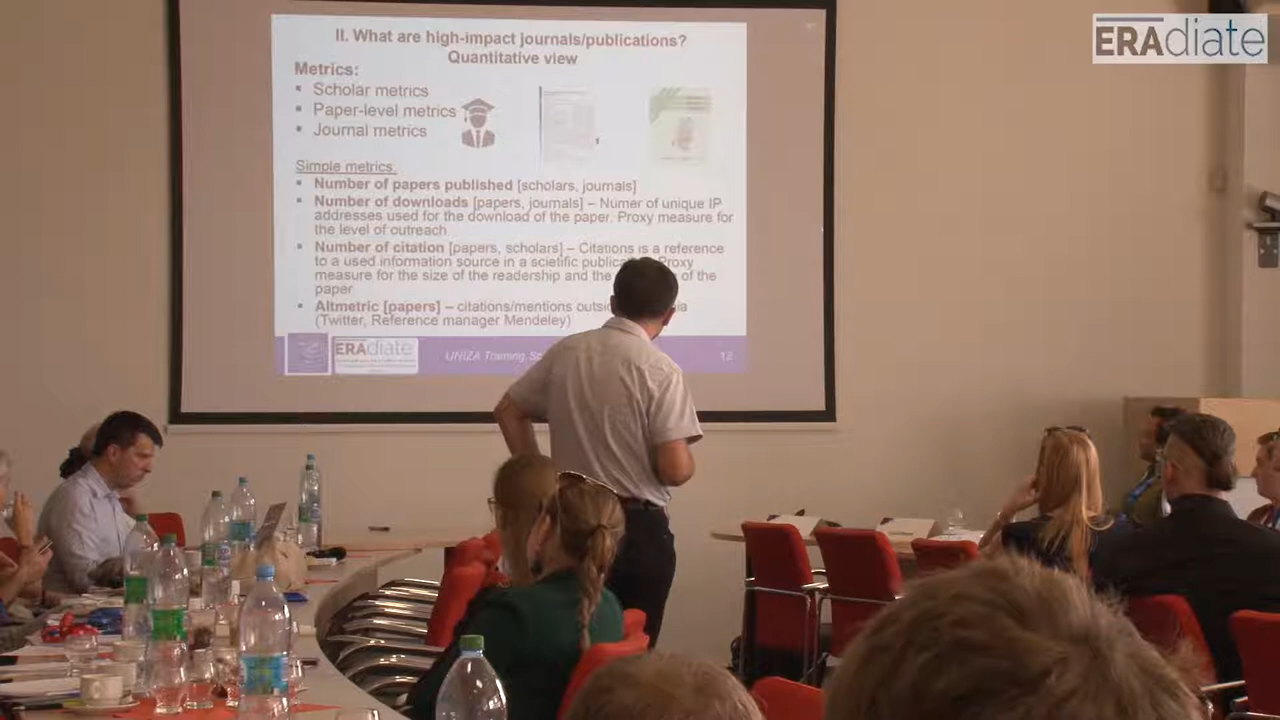 ERAdiate
II. What are high-impact journals/publications?
Quantitative view
Metrics:
▪ Scholar metrics
▪ Paper-level metrics
▪ Journal metrics
Simple metrics
▪ Number of papers published [scholars, journals]
▪ Number of downloads [papers, journals] – Numer of unique IP
addresses used for the download of the paper. Proxy measure for
the level of outreach
▪ Number of citation [papers, scholars] – Citations is a reference
to a used information source in a scietific Proxy
measure for the size of the readership and the of the
paper
▪ Altmetric [papers] – citations/mentions
(Twitter, Reference manager Mendeley)
ERAdiate
UNIZA Training
12